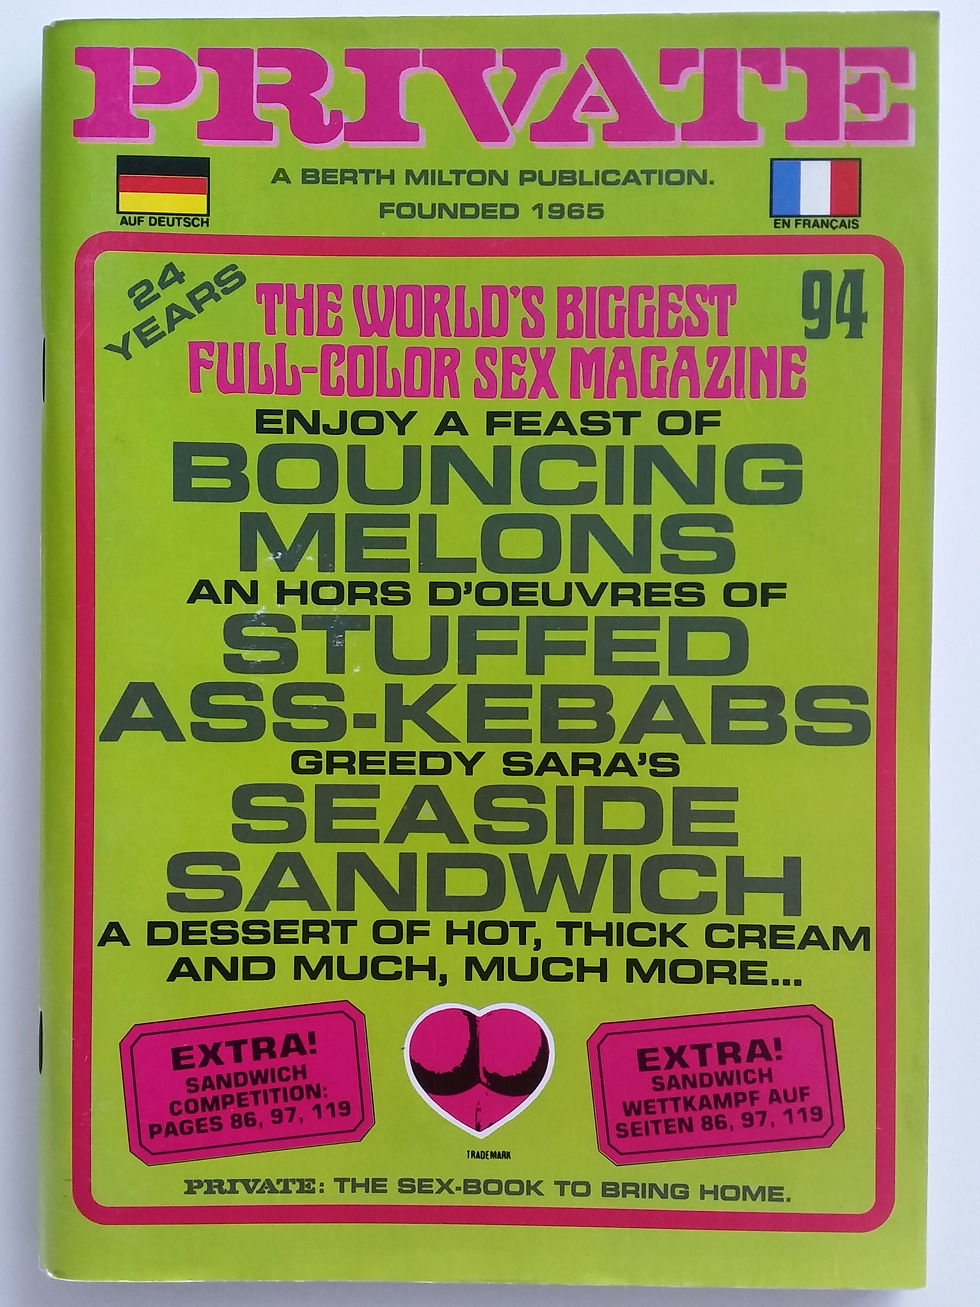 PRIVATE
A BERTH MILTON PUBLICATION.
FOUNDED 1965
AUF DEUTSCH
EN FRANÇAIS
24
YEARS
94
THE WORLD'S BIGGEST
FULL-COLOR SEX MAGAZINE
ENJOY A FEAST OF
BOUNCING
MELONS
AN HORS D'OEUVRES OF
STUFFED
ASS-KEBABS
GREEDY SARA'S
SEASIDE
SANDWICH
A DESSERT OF HOT, THICK CREAM
AND MUCH, MUCH MORE...
EXTRA!
SANDWICH
COMPETITION:
PAGES 86, 97, 119
TRADEMARK
EXTRA!
SANDWICH
WETTKAMPF AUF
SEITEN 86, 97, 119
PRIVATE: THE SEX-BOOK TO BRING HOME.